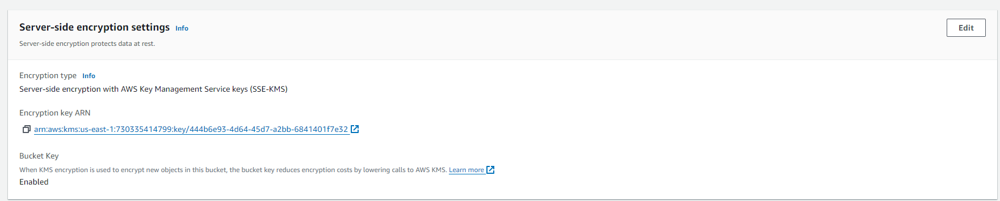 Server-side encryption settings Info
Edit
Server-side encryption protects data at rest.
Encryption type Info
Server-side encryption with AWS Key Management Service keys (SSE-KMS)
Encryption key ARN
arn:aws:kms:us-east-1:730335414799:key/444b6e93-4d64-45d7-a2bb-6841401f7e32
Bucket Key
When KMS encryption is used to encrypt new objects in this bucket, the bucket key reduces encryption costs by lowering calls to AWS KMS. Learn more
Enabled